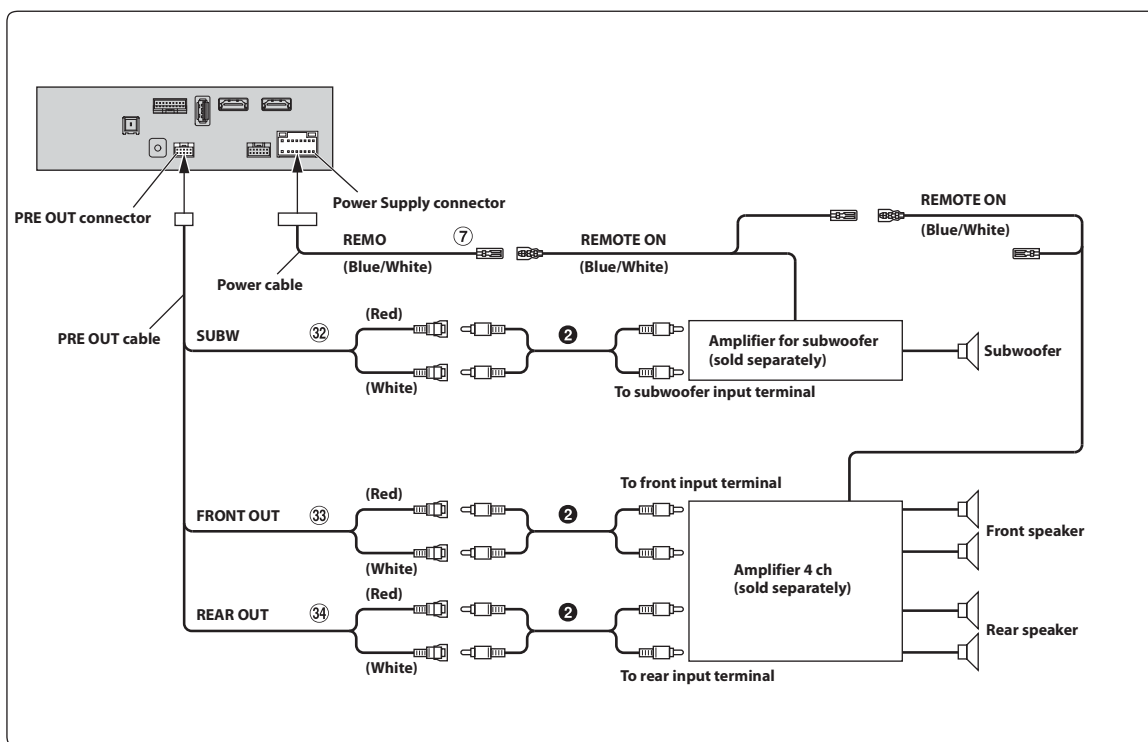 REMOTE ON
(Blue/White)
PRE OUT connector
Power Supply connector
REMO
⑦
(Blue/White)
REMOTE ON
(Blue/White)
Power cable
PRE OUT cable
SUBW
㉜
(Red)
(White)
❷
Amplifier for subwoofer
(sold separately)
Subwoofer
To subwoofer input terminal
To front input terminal
FRONT OUT
㉝
(Red)
(White)
❷
Front speaker
Amplifier 4 ch
(sold separately)
REAR OUT
㉞
(Red)
(White)
❷
Rear speaker
To rear input terminal